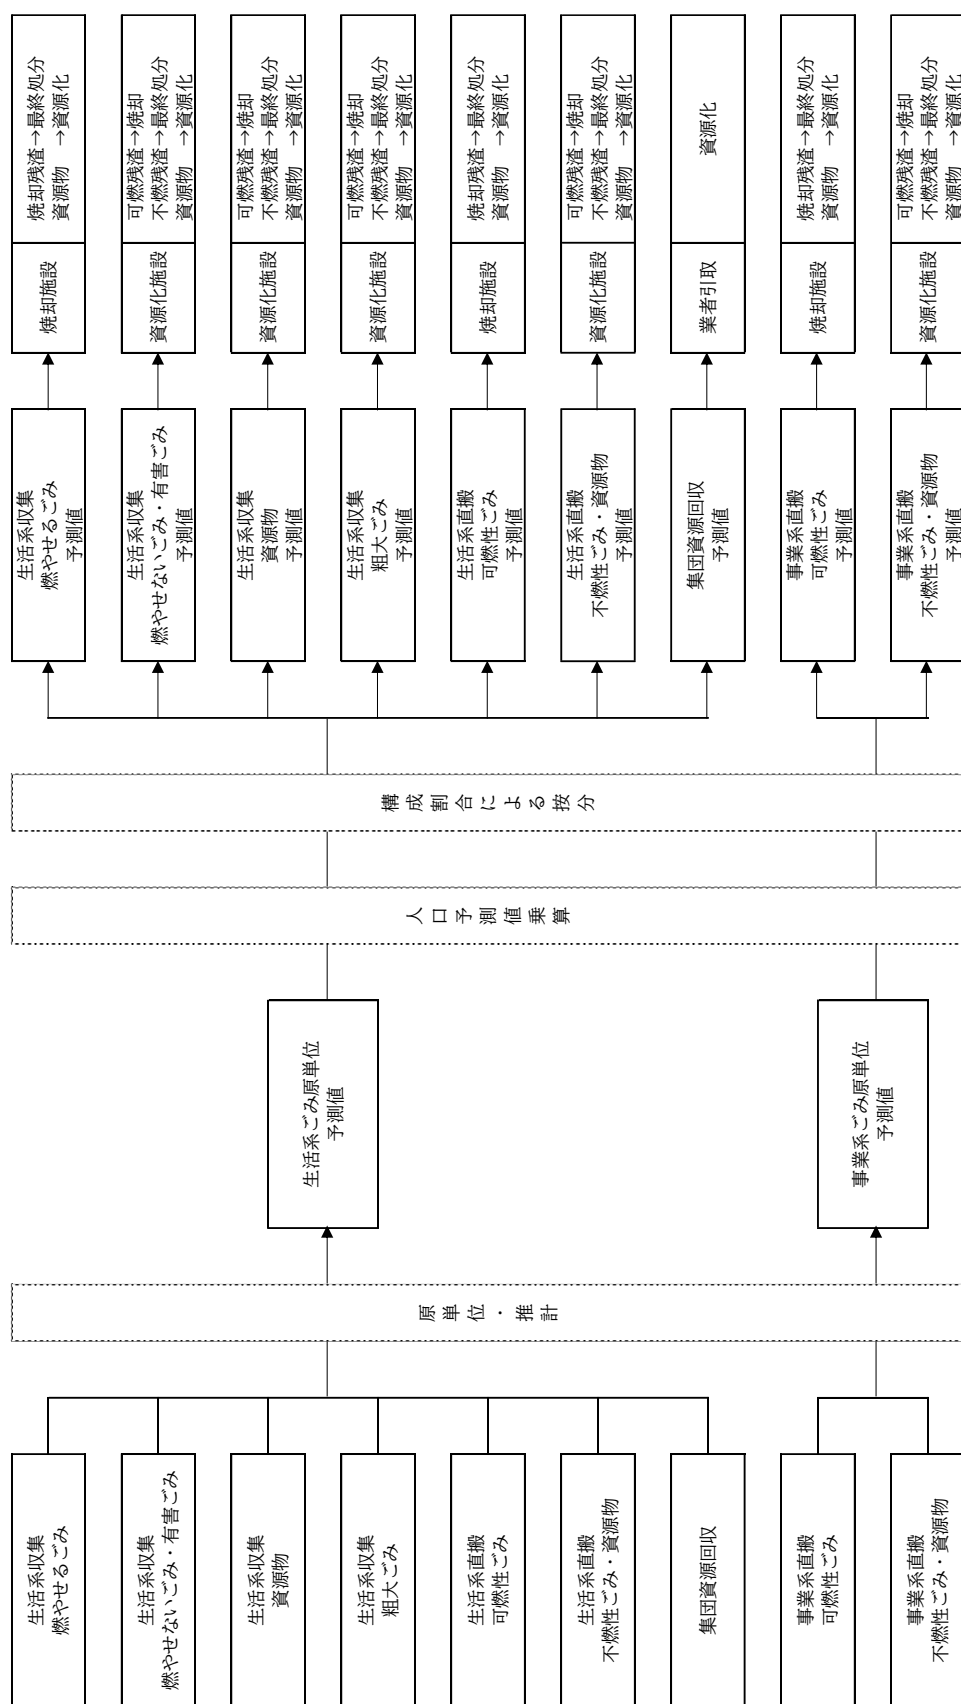 生活系収集
燃やせるごみ
生活系収集
燃やせないごみ・有害ごみ
生活系収集
資源物
生活系収集
粗大ごみ
生活系直搬
可燃性ごみ
生活系直搬
不燃性ごみ・資源物
集団資源回収
事業系直搬
可燃性ごみ
事業系直搬
不燃性ごみ・資源物
原単位・推計
生活系ごみ原単位
予測値
事業系ごみ原単位
予測値
人口予測値乗算
構成割合による按分
生活系収集
燃やせるごみ
予測値
生活系収集
燃やせないごみ・有害ごみ
予測値
生活系収集
資源物
予測値
生活系収集
粗大ごみ
予測値
生活系直搬
可燃性ごみ
予測値
生活系直搬
不燃性ごみ・資源物
予測値
集団資源回収
予測値
事業系直搬
可燃性ごみ
予測値
事業系直搬
不燃性ごみ・資源物
予測値
焼却施設
焼却残渣→最終処分
資源物　→資源化
資源化施設
可燃残渣→焼却
不燃残渣→最終処分
資源物　→資源化
資源化施設
可燃残渣→焼却
不燃残渣→最終処分
資源物　→資源化
資源化施設
可燃残渣→焼却
不燃残渣→最終処分
資源物　→資源化
焼却施設
焼却残渣→最終処分
資源物　→資源化
資源化施設
可燃残渣→焼却
不燃残渣→最終処分
資源物　→資源化
業者引取
資源化
焼却施設
焼却残渣→最終処分
資源物　→資源化
資源化施設
可燃残渣→焼却
不燃残渣→最終処分
資源物　→資源化